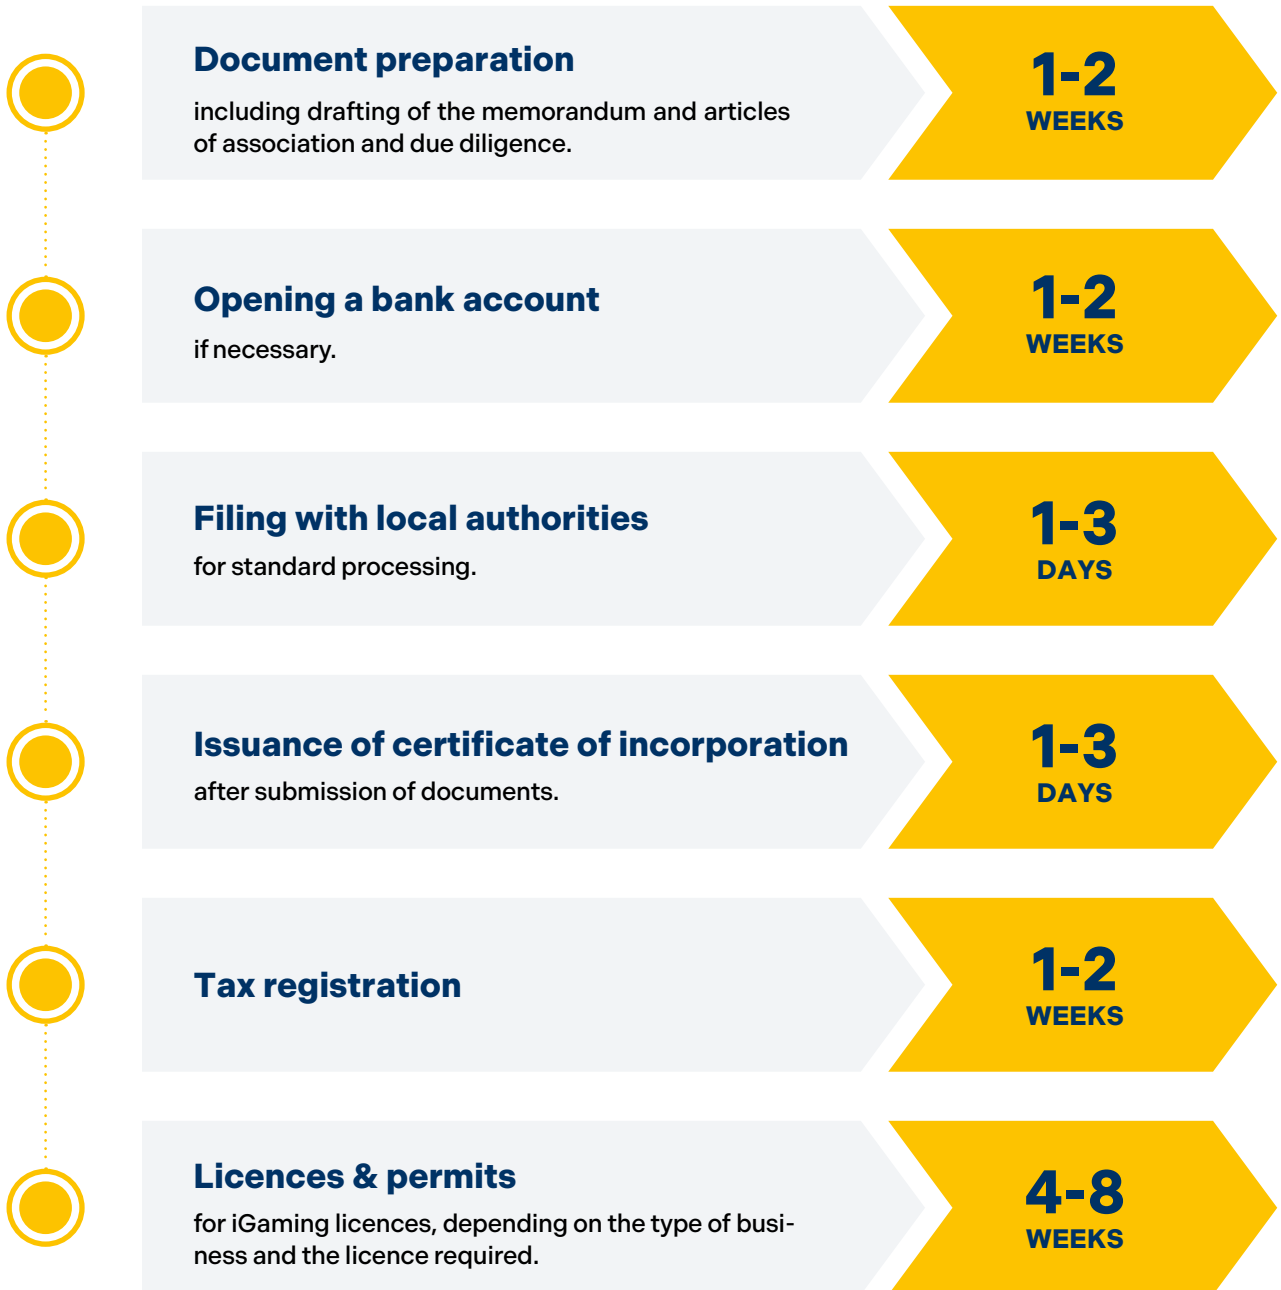 Document preparation
including drafting of the memorandum and articles
of association and due diligence.
1-2
WEEKS
Opening a bank account
if necessary.
1-2
WEEKS
Filing with local authorities
for standard processing.
1-3
DAYS
Issuance of certificate of incorporation
after submission of documents.
1-3
DAYS
Tax registration
1-2
WEEKS
Licences & permits
for iGaming licences, depending on the type of busi-
ness and the licence required.
4-8
WEEKS